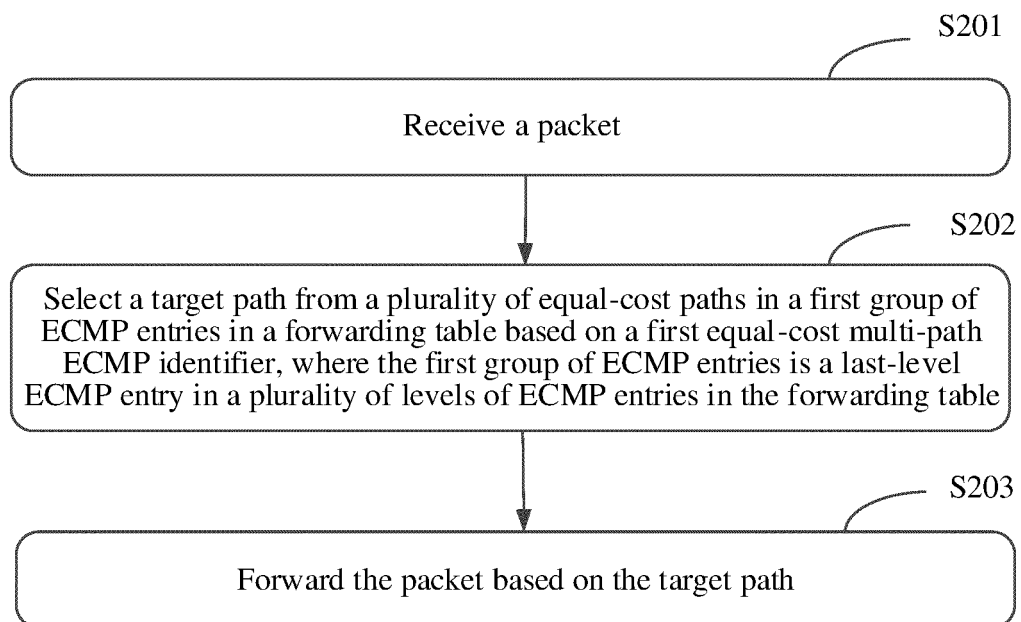 S201
Receive a packet
S202
Select a target path from a plurality of equal-cost paths in a first group of
ECMP entries in a forwarding table based on a first equal-cost multi-path
ECMP identifier, where the first group of ECMP entries is a last-level
ECMP entry in a plurality of levels of ECMP entries in the forwarding table
S203
Forward the packet based on the target path